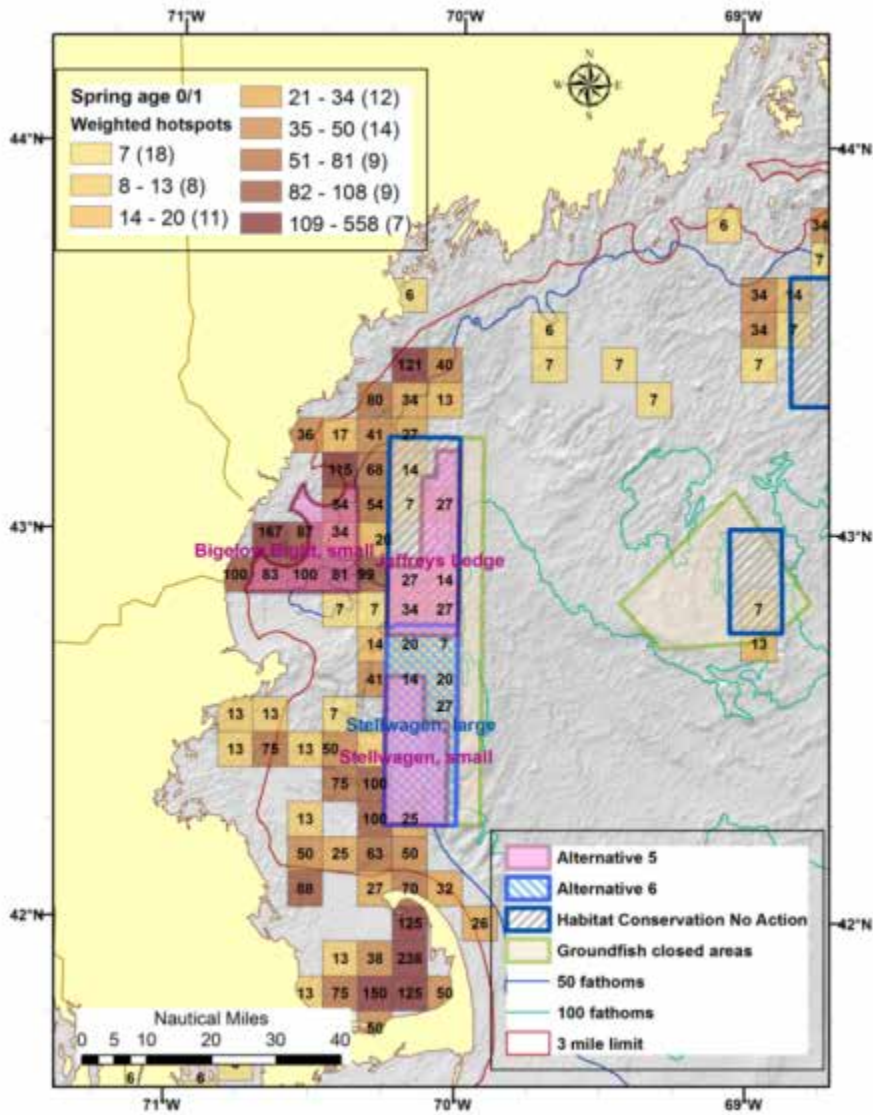 71°W 70°W 69°W
N
W E
S
Spring age 0/1
Weighted hotspots
7 (18)
8 - 13 (8)
14 - 20 (11)
21 - 34 (12)
35 - 50 (14)
51 - 81 (9)
82 - 108 (9)
109 - 558 (7)
44°N 44°N
6 34
7
6 34 14
6 34 7
121 40 7 7 7
80 34 13 7
36 17 41 27
115 68 14
54 54 7 27
43°N 43°N
167 87 34 20
Bigelow Bight, small Jeffreys Ledge
100 83 100 81 99 27 14
7 7 34 27 7
14 20 7 13
41 14 20
13 13 7 27
Stellwagen, large
13 75 13 50
Stellwagen, small
75 100
13 100 25
50 25 63 50
88 27 70 32
42°N 125 26 42°N
13 38 238
13 75 150 125 50
50
Nautical Miles
0 5 10 20 30 40
6 6
Alternative 5
Alternative 6
Habitat Conservation No Action
Groundfish closed areas
50 fathoms
100 fathoms
3 mile limit
71°W 70°W 69°W